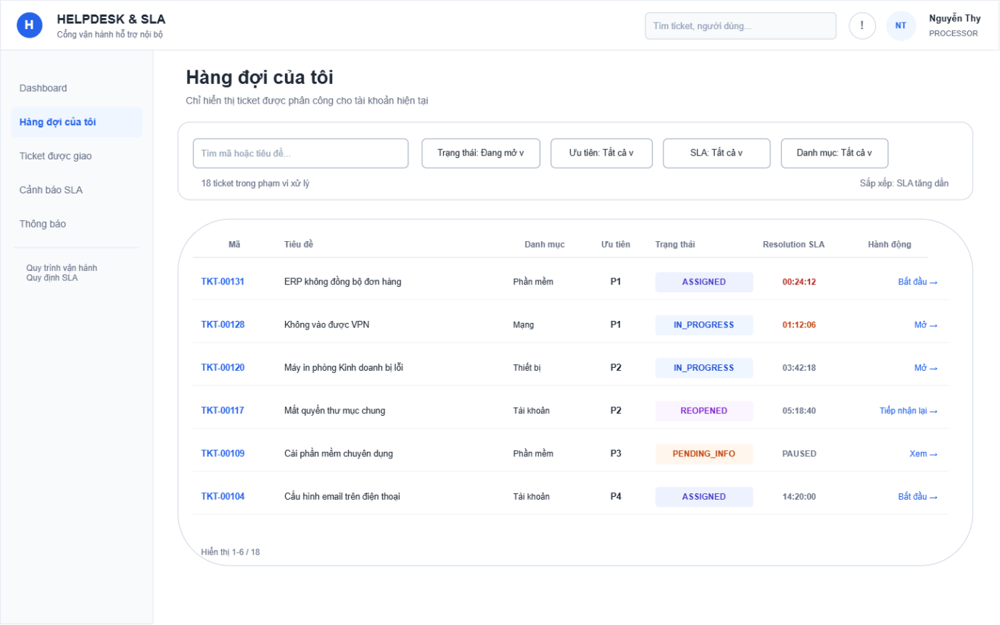 H
HELPDESK & SLA
Cổng vận hành hỗ trợ nội bộ
Tìm ticket, người dùng...
!
NT
Nguyễn Thy
PROCESSOR
Dashboard
Hàng đợi của tôi
Ticket được giao
Cảnh báo SLA
Thông báo
Quy trình vận hành
Quy định SLA
Hàng đợi của tôi
Chỉ hiển thị ticket được phân công cho tài khoản hiện tại
Tìm mã hoặc tiêu đề...
Trạng thái: Đang mở v
Ưu tiên: Tất cả v
SLA: Tất cả v
Danh mục: Tất cả v
18 ticket trong phạm vi xử lý
Sắp xếp: SLA tăng dần
Mã Tiêu đề Danh mục Ưu tiên Trạng thái Resolution SLA Hành động
TKT-00131 ERP không đồng bộ đơn hàng Phần mềm P1 ASSIGNED 00:24:12 Bắt đầu →
TKT-00128 Không vào được VPN Mạng P1 IN_PROGRESS 01:12:06 Mở →
TKT-00120 Máy in phòng Kinh doanh bị lỗi Thiết bị P2 IN_PROGRESS 03:42:18 Mở →
TKT-00117 Mất quyền thư mục chung Tài khoản P2 REOPENED 05:18:40 Tiếp nhận lại →
TKT-00109 Cài phần mềm chuyên dụng Phần mềm P3 PENDING_INFO PAUSED Xem →
TKT-00104 Cấu hình email trên điện thoại Tài khoản P4 ASSIGNED 14:20:00 Bắt đầu →
Hiển thị 1-6 / 18